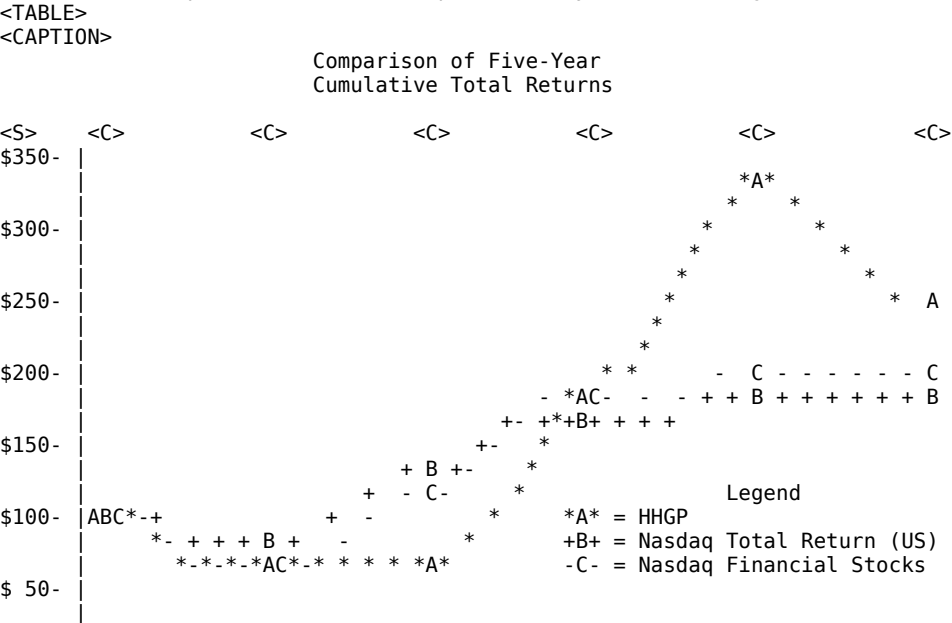 <TABLE>
<CAPTION>
                         Comparison of Five-Year
                         Cumulative Total Returns

<S>    <C>          <C>          <C>          <C>          <C>            <C>
$350- |
      |                                                    *A*
      |                                                   *    *
$300- |                                                 *        *
      |                                                *           *
      |                                               *              *
$250- |                                              *                 *  A
      |                                             *
      |                                            *
$200- |                                         * *      -  C - - - - - - C
      |                                    - *AC-  -  - + + B + + + + + + B
      |                                 +- +*+B+ + + +
$150- |                               +-   *
      |                         + B +-    *
      |                      +  - C-     *                Legend
$100- |ABC*-+             +  -         *     *A* = HHGP
      |     *- + + + B +   -         *       +B+ = Nasdaq Total Return (US)
      |       *-*-*-*AC*-* * * * *A*         -C- = Nasdaq Financial Stocks
$ 50- |
      |